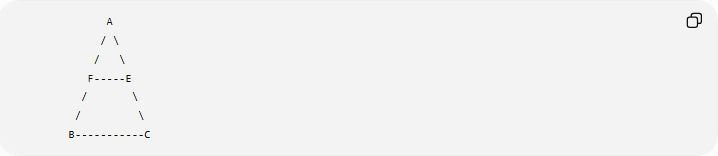 A
     / \
    /   \
   F-----E
  /       \
 /         \
B-----------C